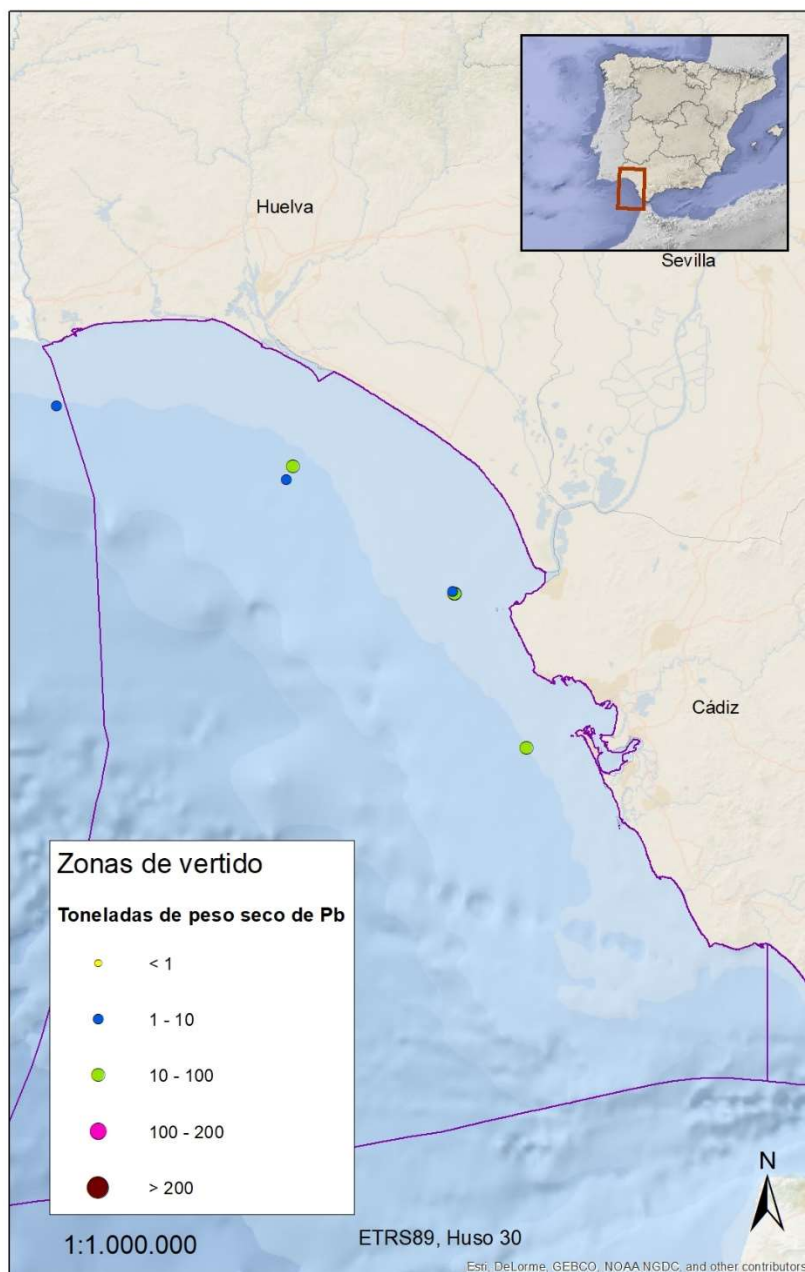 Huelva
Sevilla
Cádiz
Zonas de vertido
Toneladas de peso seco de Pb
< 1
1 - 10
10 - 100
100 - 200
> 200
N
1:1.000.000
ETRS89, Huso 30
Esri, DeLorme, GEBCO, NOAA NGDC, and other contributors